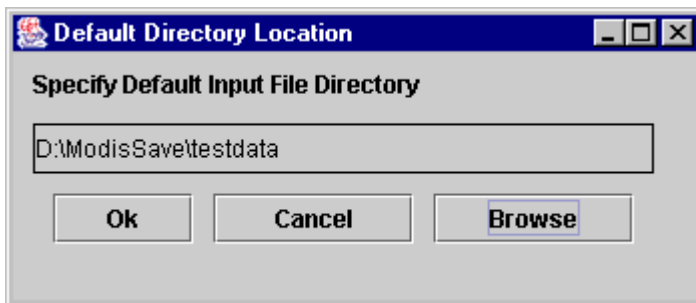 Default Directory Location
Specify Default Input File Directory
D:\ModisSave\testdata
Ok Cancel Browse